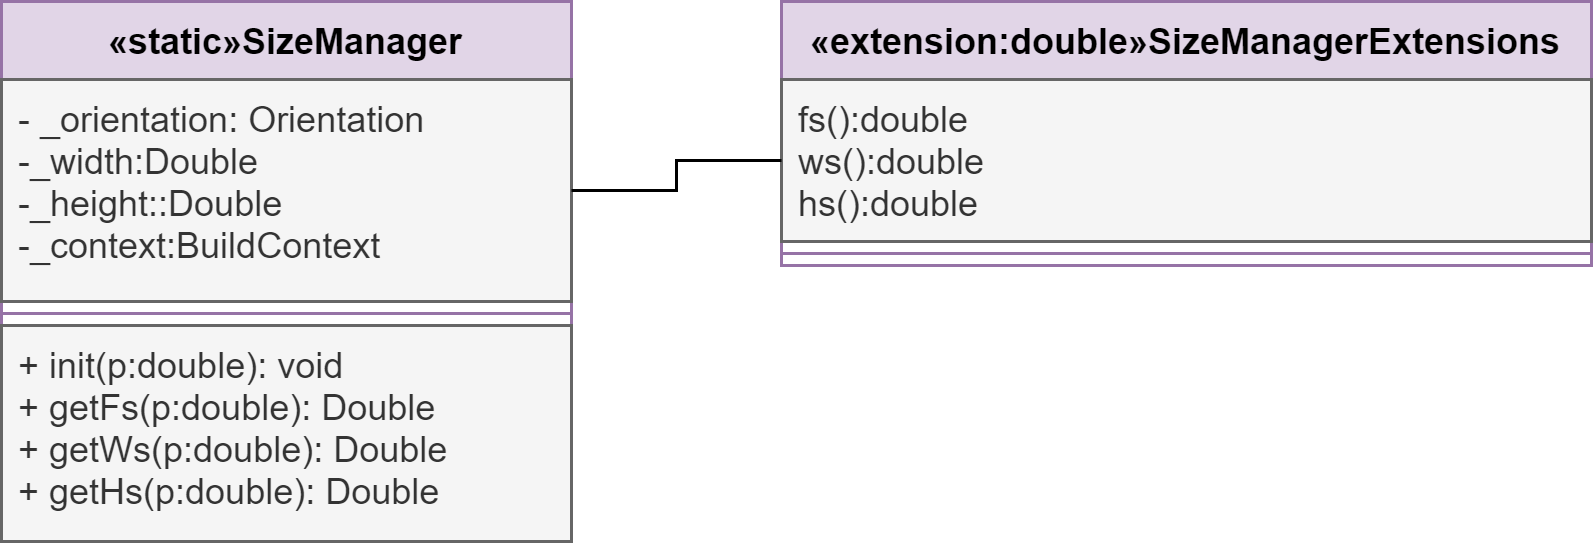 «static»SizeManager
- _orientation: Orientation
-_width:Double
-_height::Double
-_context:BuildContext
+ init(p:double): void
+ getFs(p:double): Double
+ getWs(p:double): Double
+ getHs(p:double): Double
«extension:double»SizeManagerExtensions
fs():double
ws():double
hs():double